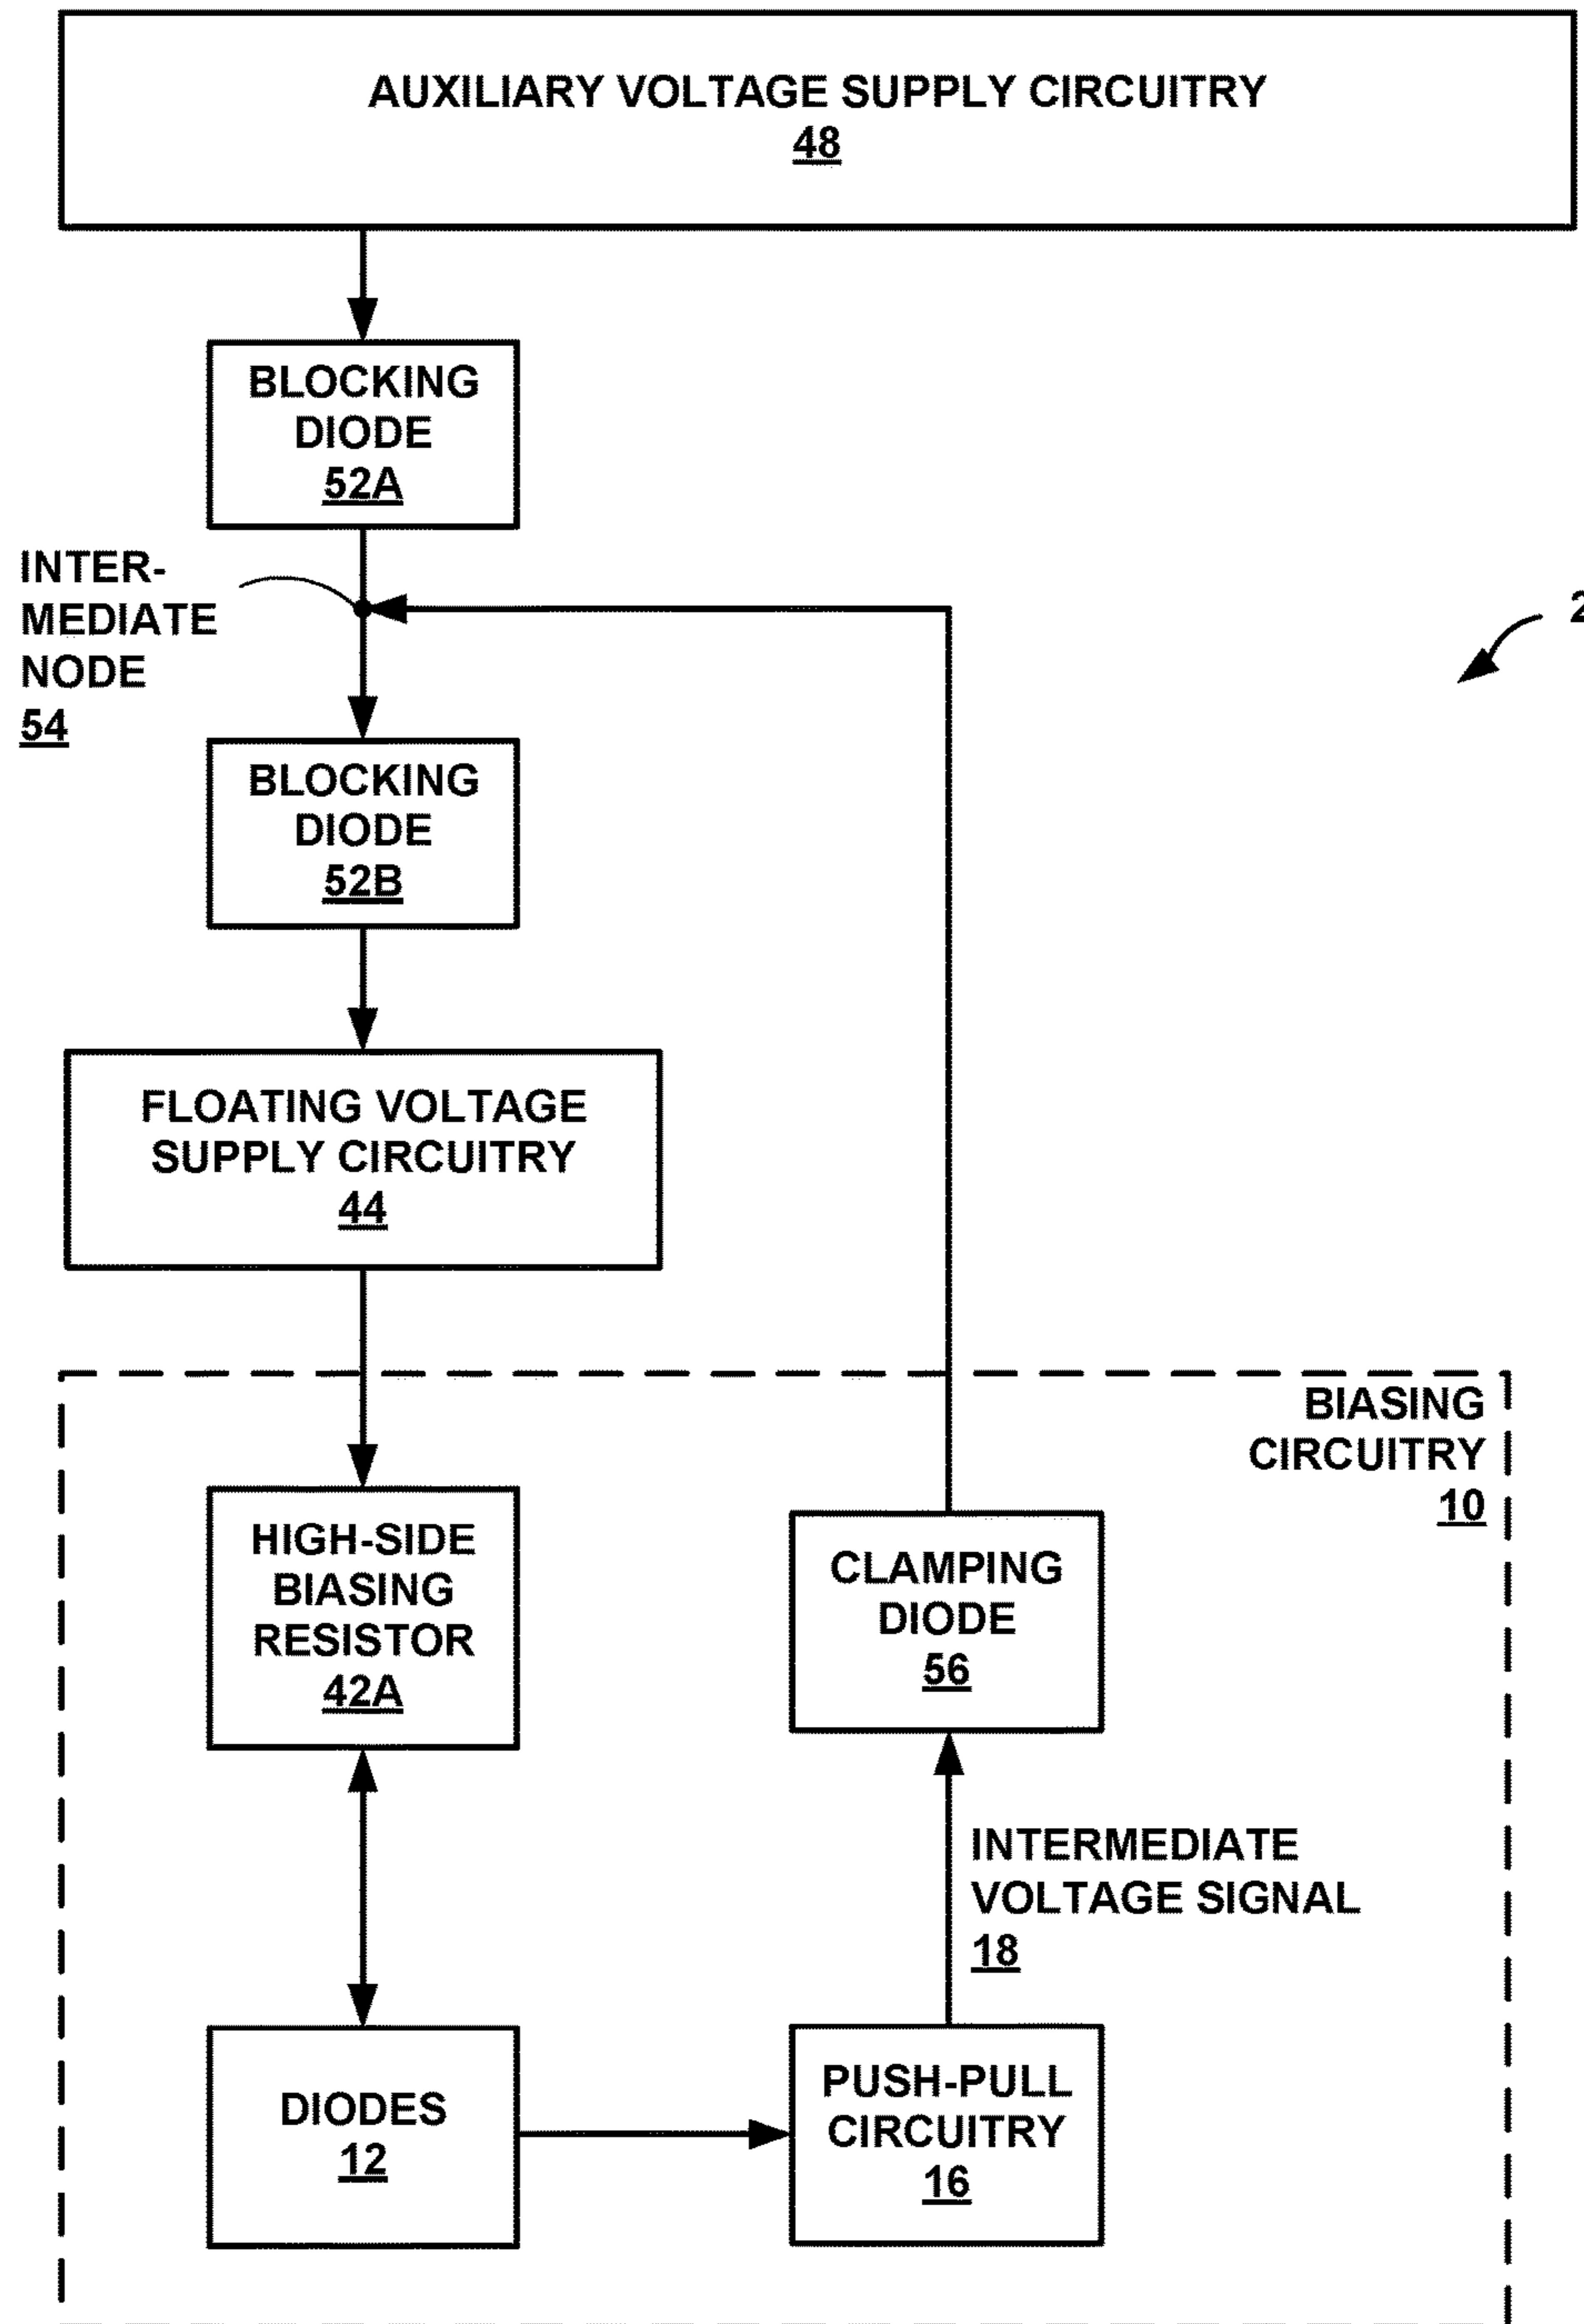 AUXILIARY VOLTAGE SUPPLY CIRCUITRY
48
BLOCKING
DIODE
52A
INTER-
MEDIATE
NODE
54
2
BLOCKING
DIODE
52B
FLOATING VOLTAGE
SUPPLY CIRCUITRY
44
BIASING
CIRCUITRY
10
HIGH-SIDE
BIASING
RESISTOR
42A
CLAMPING
DIODE
56
INTERMEDIATE
VOLTAGE SIGNAL
18
DIODES
12
PUSH-PULL
CIRCUITRY
16